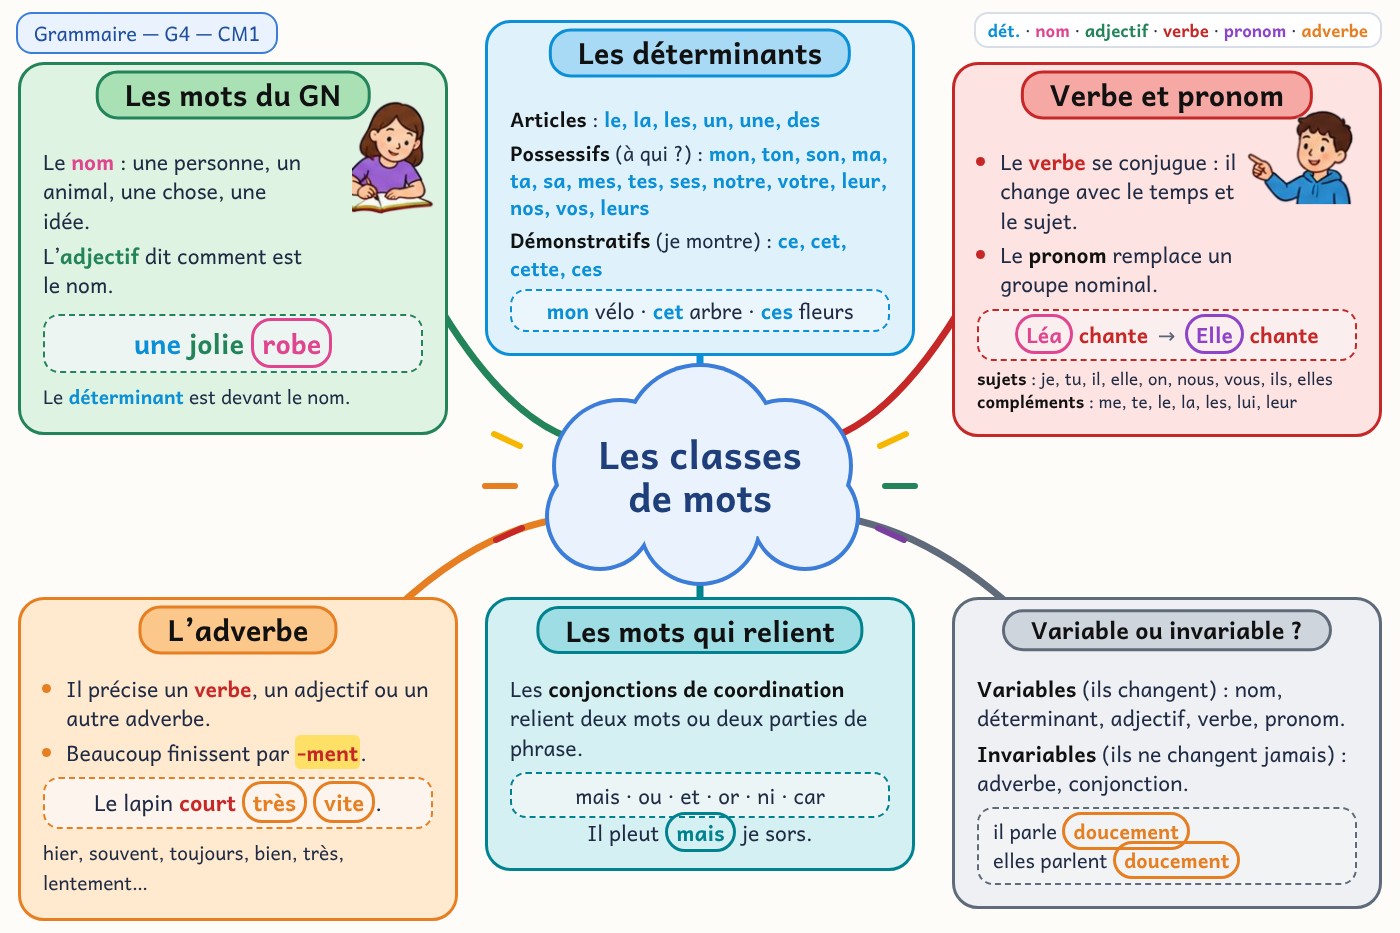 Grammaire — G4 — CM1
dét. · nom · adjectif · verbe · pronom · adverbe
Les mots du GN
Le nom : une personne, un
animal, une chose, une
idée.
L’adjectif dit comment est
le nom.
une jolie robe
Le déterminant est devant le nom.
Les déterminants
Articles : le, la, les, un, une, des
Possessifs (à qui ?) : mon, ton, son, ma,
ta, sa, mes, tes, ses, notre, votre, leur,
nos, vos, leurs
Démonstratifs (je montre) : ce, cet,
cette, ces
mon vélo · cet arbre · ces fleurs
Verbe et pronom
Le verbe se conjugue : il
change avec le temps et
le sujet.
Le pronom remplace un
groupe nominal.
Léa chante → Elle chante
sujets : je, tu, il, elle, on, nous, vous, ils, elles
compléments : me, te, le, la, les, lui, leur
Les classes
de mots
L’adverbe
Il précise un verbe, un adjectif ou un
autre adverbe.
Beaucoup finissent par -ment.
Le lapin court très vite.
hier, souvent, toujours, bien, très,
lentement…
Les mots qui relient
Les conjonctions de coordination
relient deux mots ou deux parties de
phrase.
mais · ou · et · or · ni · car
Il pleut mais je sors.
Variable ou invariable ?
Variables (ils changent) : nom,
déterminant, adjectif, verbe, pronom.
Invariables (ils ne changent jamais) :
adverbe, conjonction.
il parle doucement
elles parlent doucement